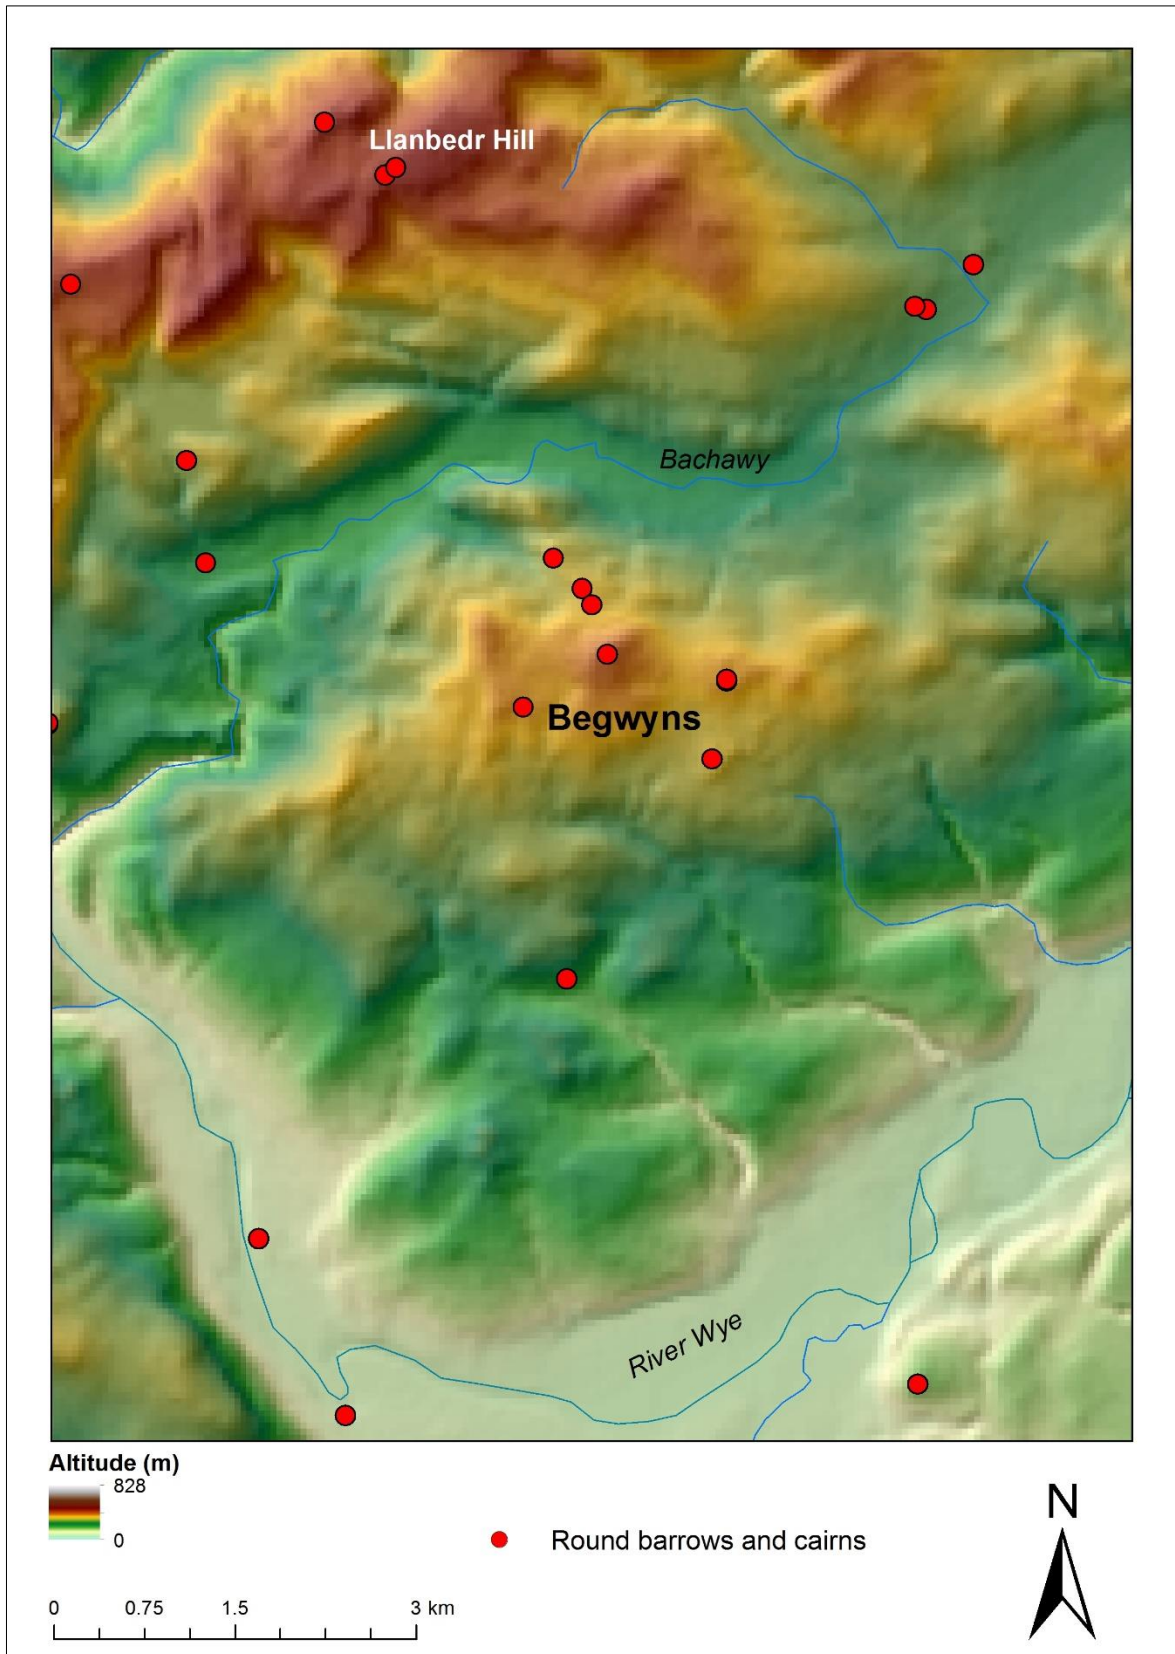 Llanbedr Hill
Bachawy
Begwyns
River Wye
Altitude (m)
828
0
Round barrows and cairns
N
0 0.75 1.5 3 km